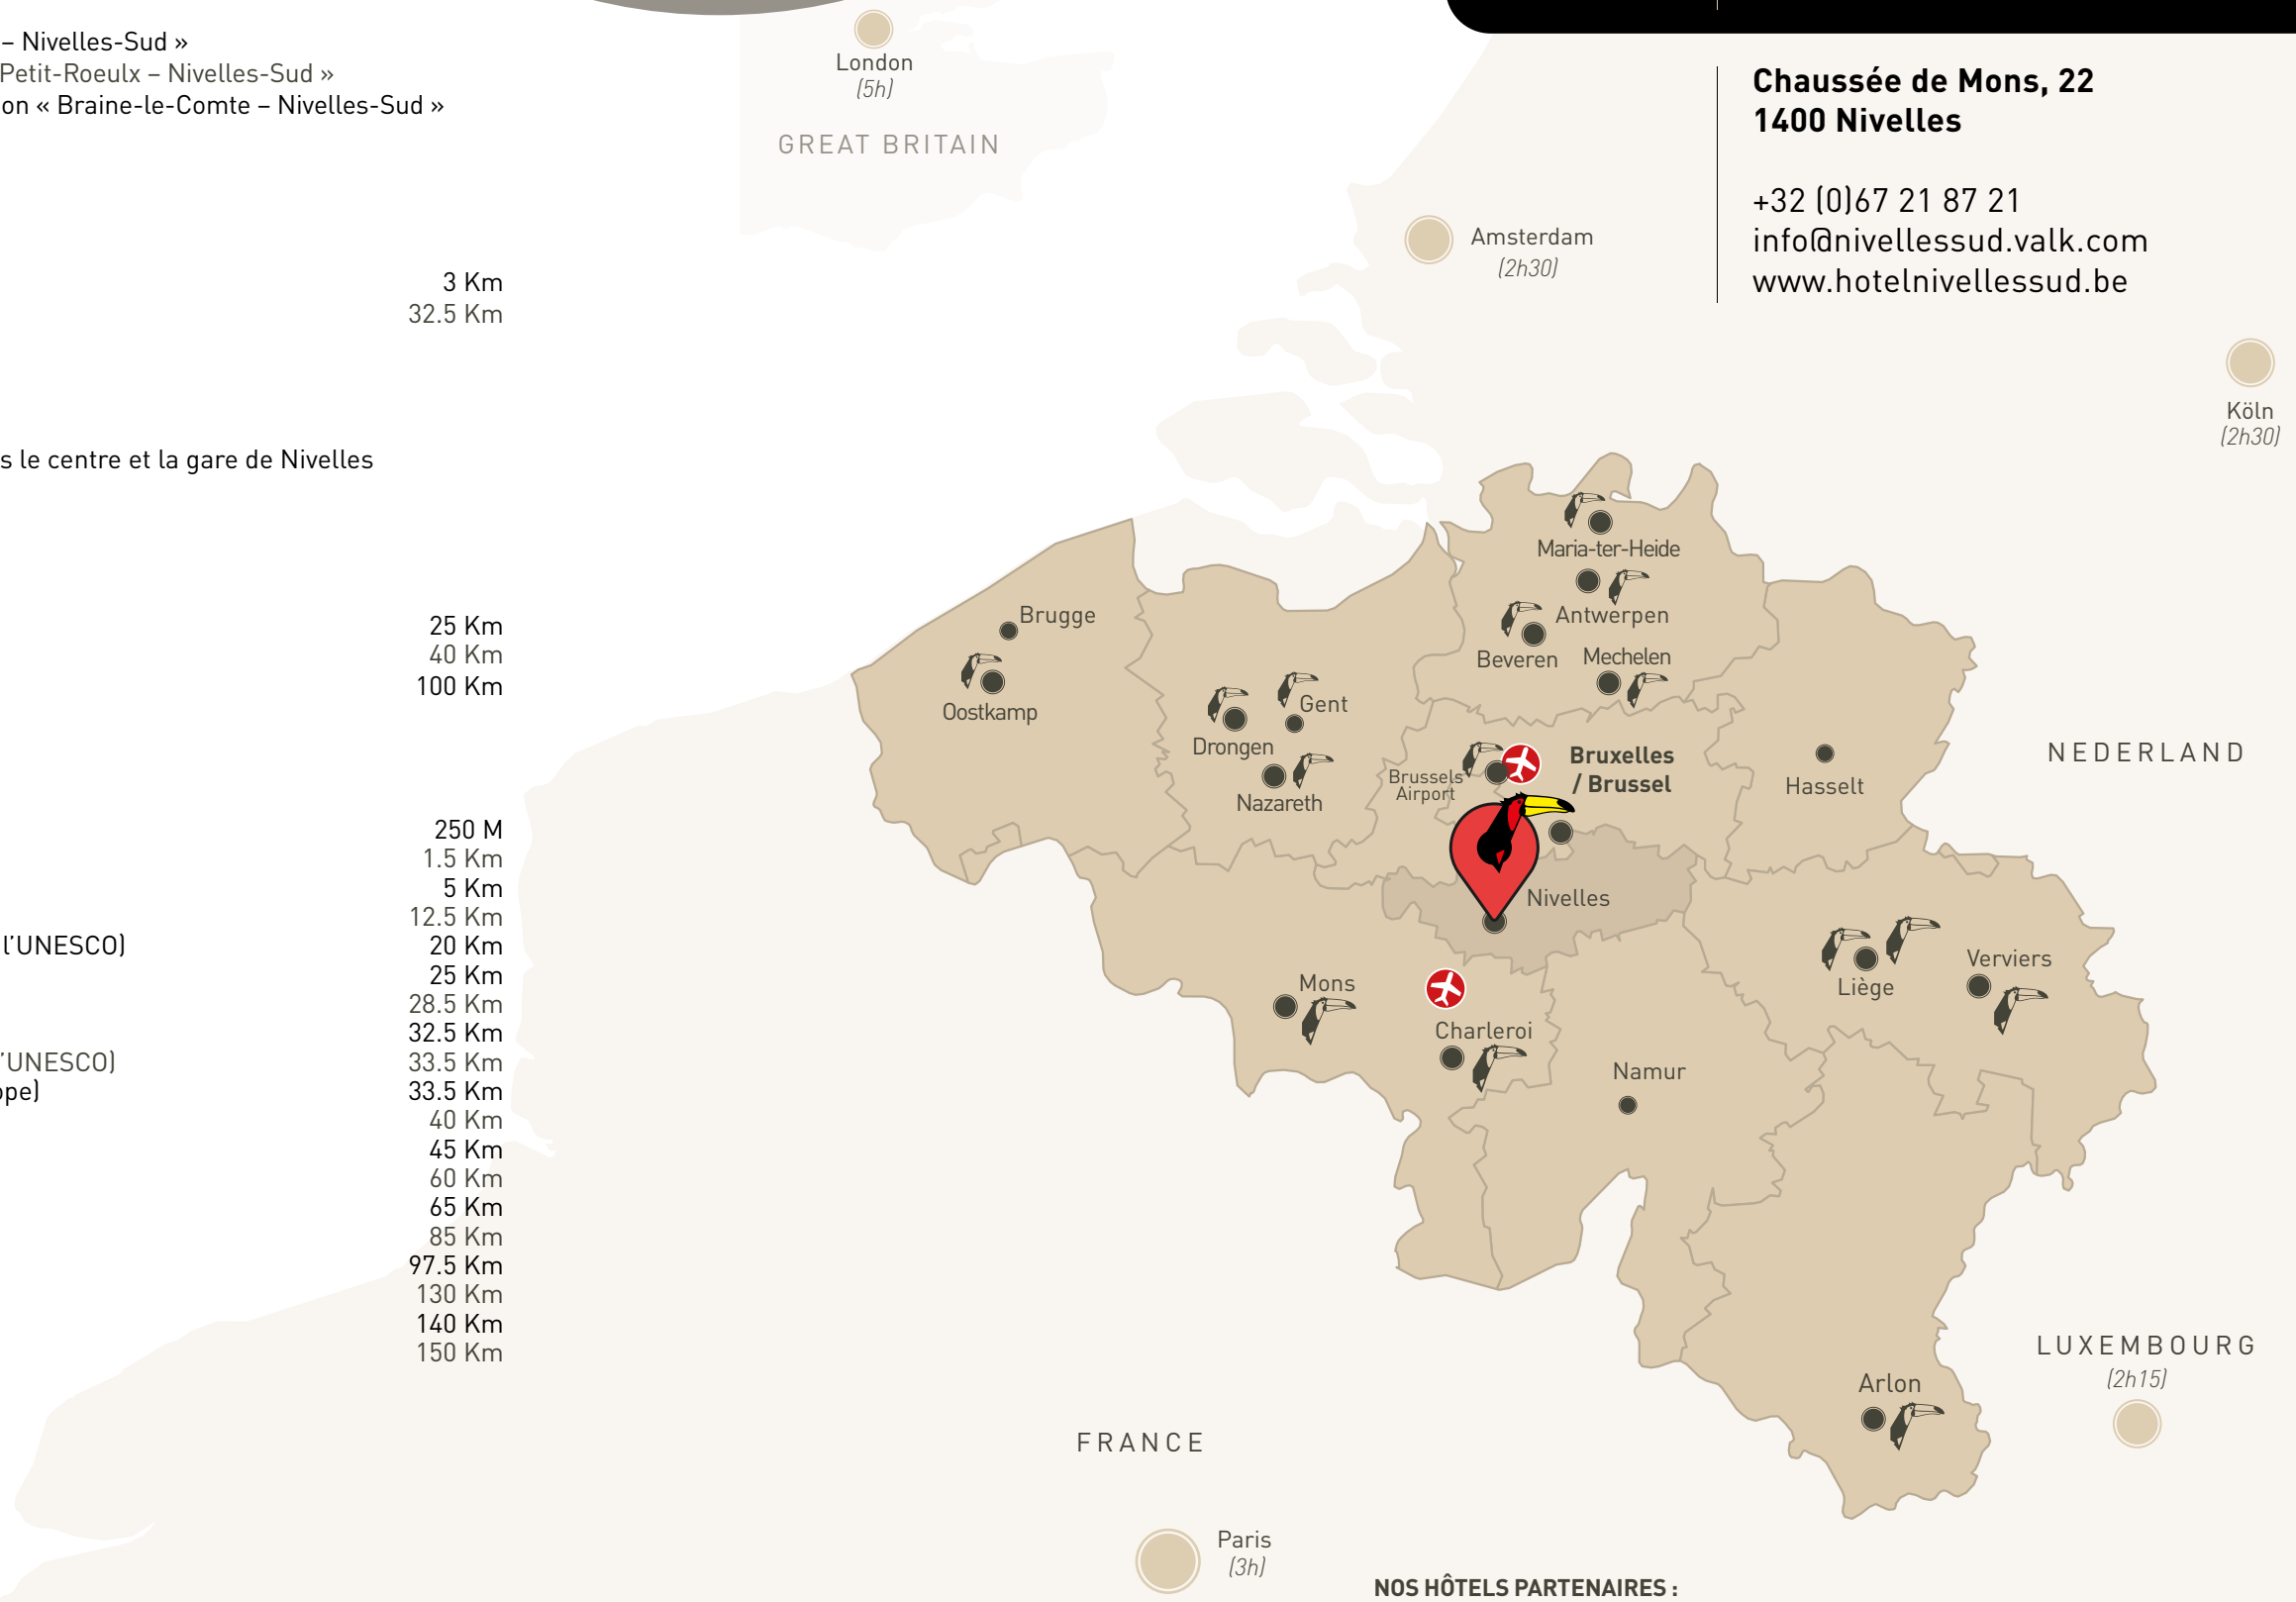 – Nivelles-Sud »
Petit-Roeulx – Nivelles-Sud »
on « Braine-le-Comte – Nivelles-Sud »
3 Km
32.5 Km
s le centre et la gare de Nivelles
25 Km
40 Km
100 Km
250 M
1.5 Km
5 Km
12.5 Km
l'UNESCO) 20 Km
25 Km
28.5 Km
32.5 Km
'UNESCO) 33.5 Km
ope) 33.5 Km
40 Km
45 Km
60 Km
65 Km
85 Km
97.5 Km
130 Km
140 Km
150 Km
London
(5h)
GREAT BRITAIN
Chaussée de Mons, 22
1400 Nivelles
+32 (0)67 21 87 21
info@nivellessud.valk.com
www.hotelnivellessud.be
Amsterdam
(2h30)
Köln
(2h30)
Maria-ter-Heide
Antwerpen
Beveren
Mechelen
Brugge
Oostkamp
Gent
Drongen
Nazareth
Brussels
Airport
Bruxelles
/ Brussel
Hasselt
NEDERLAND
Nivelles
Mons
Charleroi
Namur
Liège
Verviers
LUXEMBOURG
(2h15)
Arlon
FRANCE
Paris
(3h)
NOS HÔTELS PARTENAIRES :